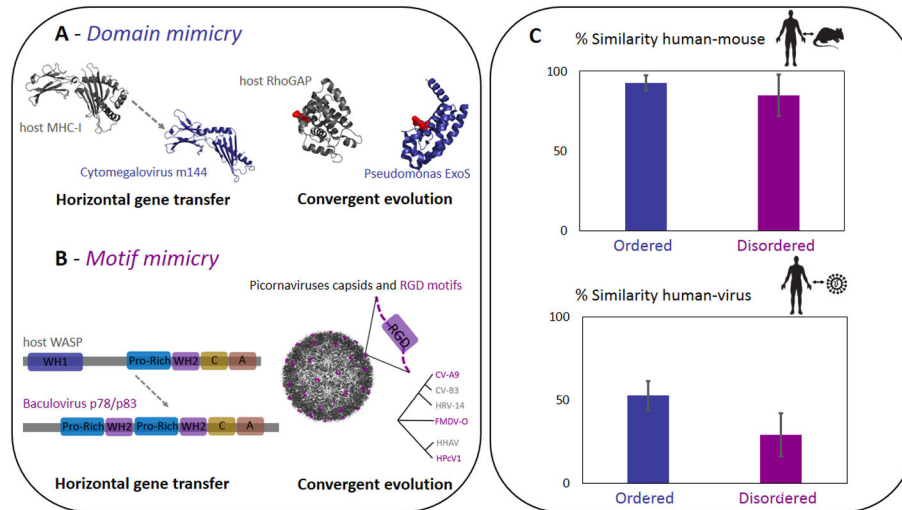 A - Domain mimicry
host MHC-I
host RhoGAP
Cytomegalovirus m144
Pseudomonas ExoS
Horizontal gene transfer
Convergent evolution
B - Motif mimicry
Picornaviruses capsids and RGD motifs
RGD
host WASP
WH1
Pro-Rich
WH2
C
A
Baculovirus p78/p83
Pro-Rich
WH2
Pro-Rich
WH2
C
A
CV-A9
CV-B3
HRV-14
FMDV-O
HHAV
HPcV1
Horizontal gene transfer
Convergent evolution
C
% Similarity human-mouse
100
50
0
Ordered
Disordered
% Similarity human-virus
100
50
0
Ordered
Disordered